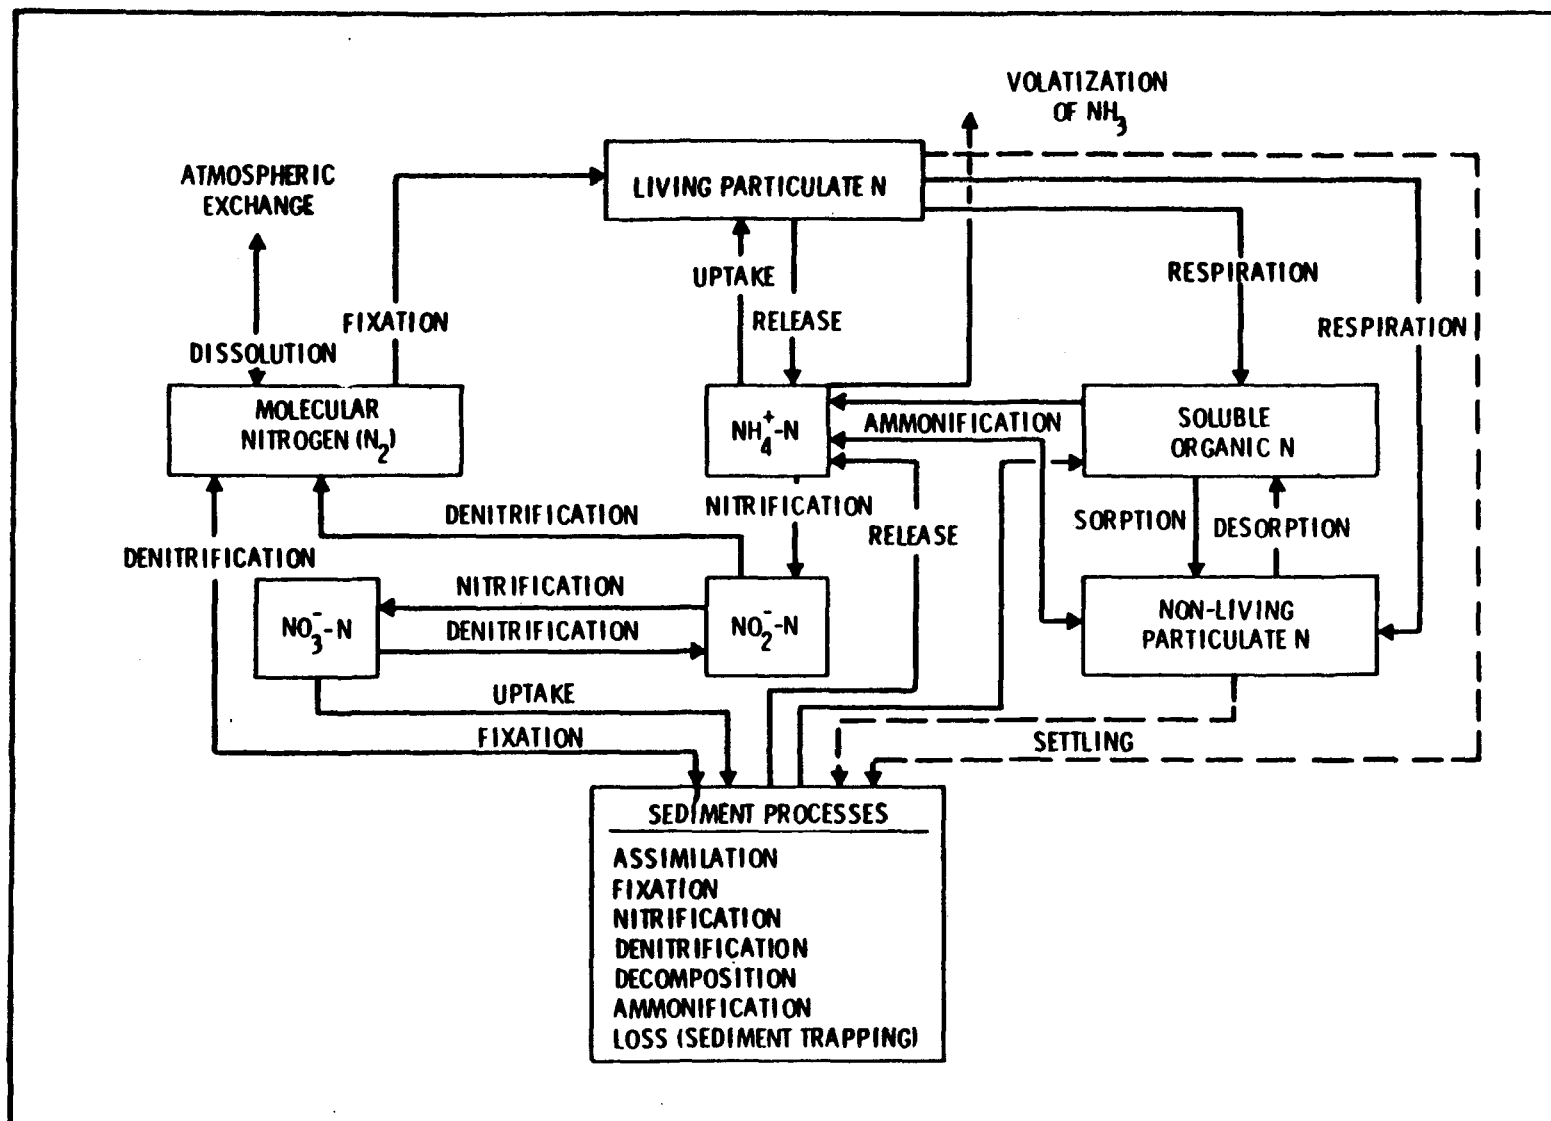 VOLATIZATION
OF NH3
ATMOSPHERIC
EXCHANGE
LIVING PARTICULATE N
UPTAKE
RESPIRATION
RELEASE
FIXATION
RESPIRATION
DISSOLUTION
MOLECULAR
NITROGEN (N2)
NH4+-N
AMMONIFICATION
SOLUBLE
ORGANIC N
DENITRIFICATION
NITRIFICATION
RELEASE
SORPTION
DESORPTION
DENITRIFICATION
NITRIFICATION
NO3–-N
DENITRIFICATION
NO2–-N
NON-LIVING
PARTICULATE N
UPTAKE
FIXATION
SETTLING
SEDIMENT PROCESSES
ASSIMILATION
FIXATION
NITRIFICATION
DENITRIFICATION
DECOMPOSITION
AMMONIFICATION
LOSS (SEDIMENT TRAPPING)